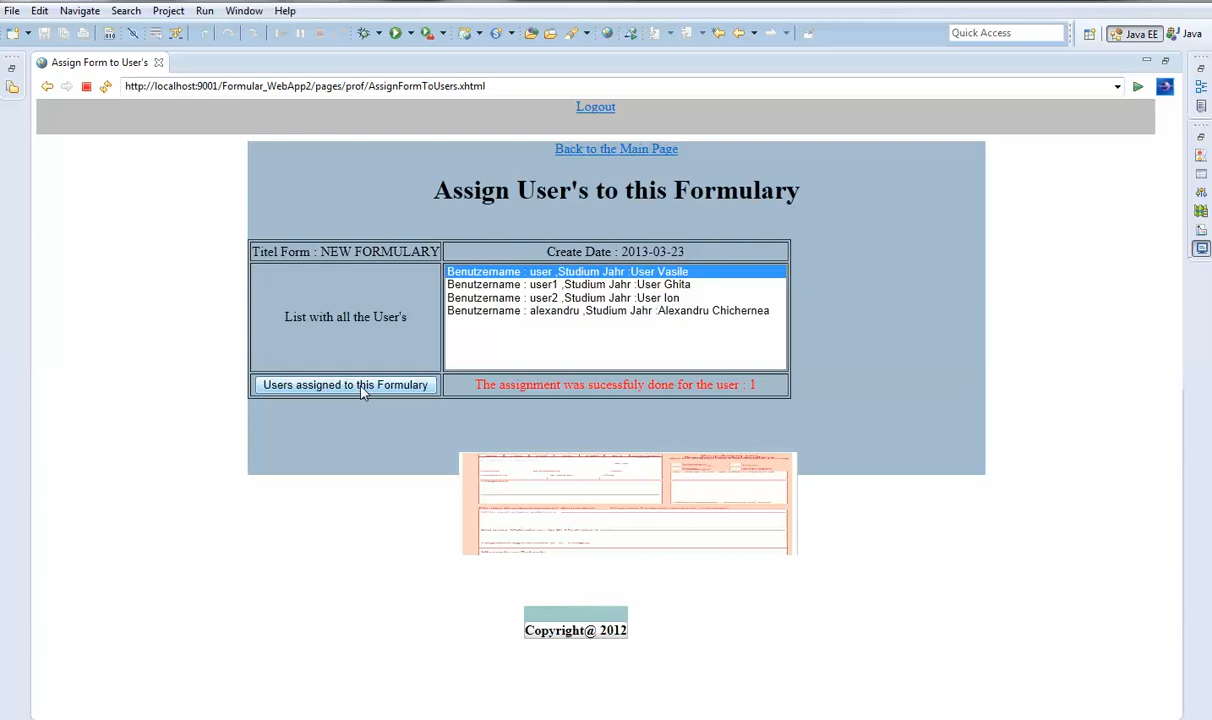 File Edit Navigate Search Project Run Window Help
Quick Access
Java EE
Java
Assign Form to User's
http://localhost:9001/Formular_WebApp2/pages/prof/AssignFormToUsers.xhtml
Logout
Back to the Main Page
Assign User's to this Formulary
Titel Form : NEW FORMULARY
Create Date : 2013-03-23
List with all the User's
Benutzername : user ,Studium Jahr :User Vasile
Benutzername : user1 ,Studium Jahr :User Ghita
Benutzername : user2 ,Studium Jahr :User Ion
Benutzername : alexandru ,Studium Jahr :Alexandru Chichernea
Users assigned to this Formulary
The assignment was sucessfuly done for the user : 1
Copyright@ 2012